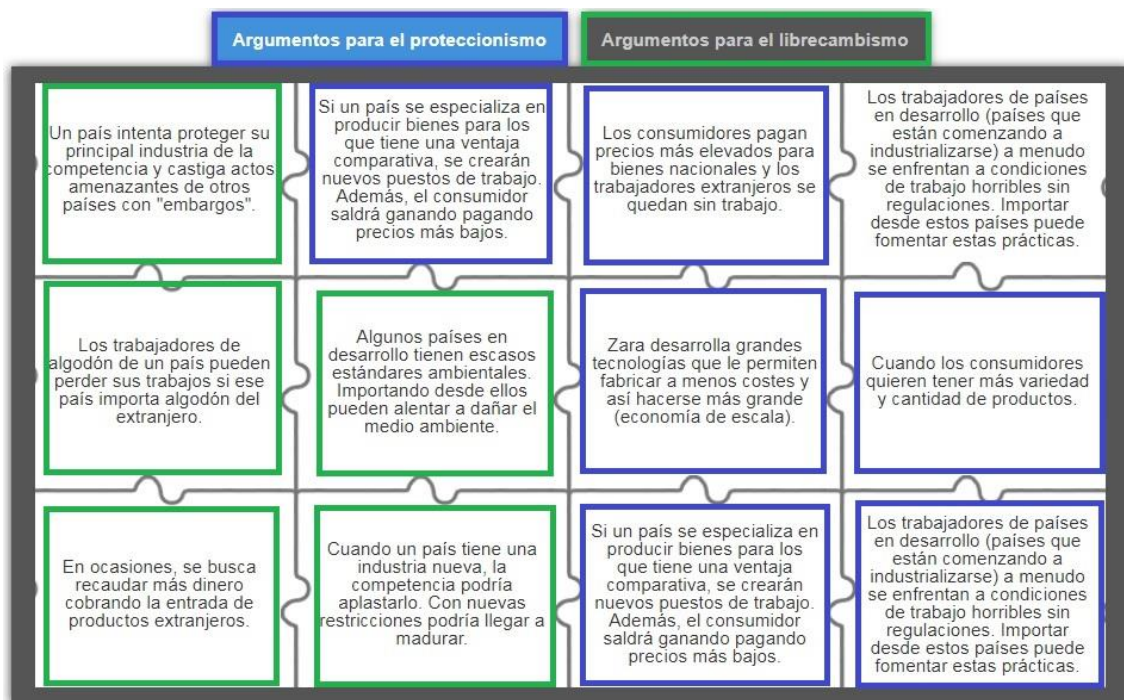 Argumentos para el proteccionismo
Argumentos para el librecambismo
Un país intenta proteger su
principal industria de la
competencia y castiga actos
amenazantes de otros
países con "embargos".
Si un país se especializa en
producir bienes para los
que tiene una ventaja
comparativa, se crearán
nuevos puestos de trabajo.
Además, el consumidor
saldrá ganando pagando
precios más bajos.
Los consumidores pagan
precios más elevados para
bienes nacionales y los
trabajadores extranjeros se
quedan sin trabajo.
Los trabajadores de países
en desarrollo (países que
están comenzando a
industrializarse) a menudo
se enfrentan a condiciones
de trabajo horribles sin
regulaciones. Importar
desde estos países puede
fomentar estas prácticas.
Los trabajadores de
algodón de un país pueden
perder sus trabajos si ese
país importa algodón del
extranjero.
Algunos países en
desarrollo tienen escasos
estándares ambientales.
Importando desde ellos
pueden alentar a dañar el
medio ambiente.
Zara desarrolla grandes
tecnologías que le permiten
fabricar a menos costes y
así hacerse más grande
(economía de escala).
Cuando los consumidores
quieren tener más variedad
y cantidad de productos.
En ocasiones, se busca
recaudar más dinero
cobrando la entrada de
productos extranjeros.
Cuando un país tiene una
industria nueva, la
competencia podría
aplastarlo. Con nuevas
restricciones podría llegar a
madurar.
Si un país se especializa en
producir bienes para los
que tiene una ventaja
comparativa, se crearán
nuevos puestos de trabajo.
Además, el consumidor
saldrá ganando pagando
precios más bajos.
Los trabajadores de países
en desarrollo (países que
están comenzando a
industrializarse) a menudo
se enfrentan a condiciones
de trabajo horribles sin
regulaciones. Importar
desde estos países puede
fomentar estas prácticas.